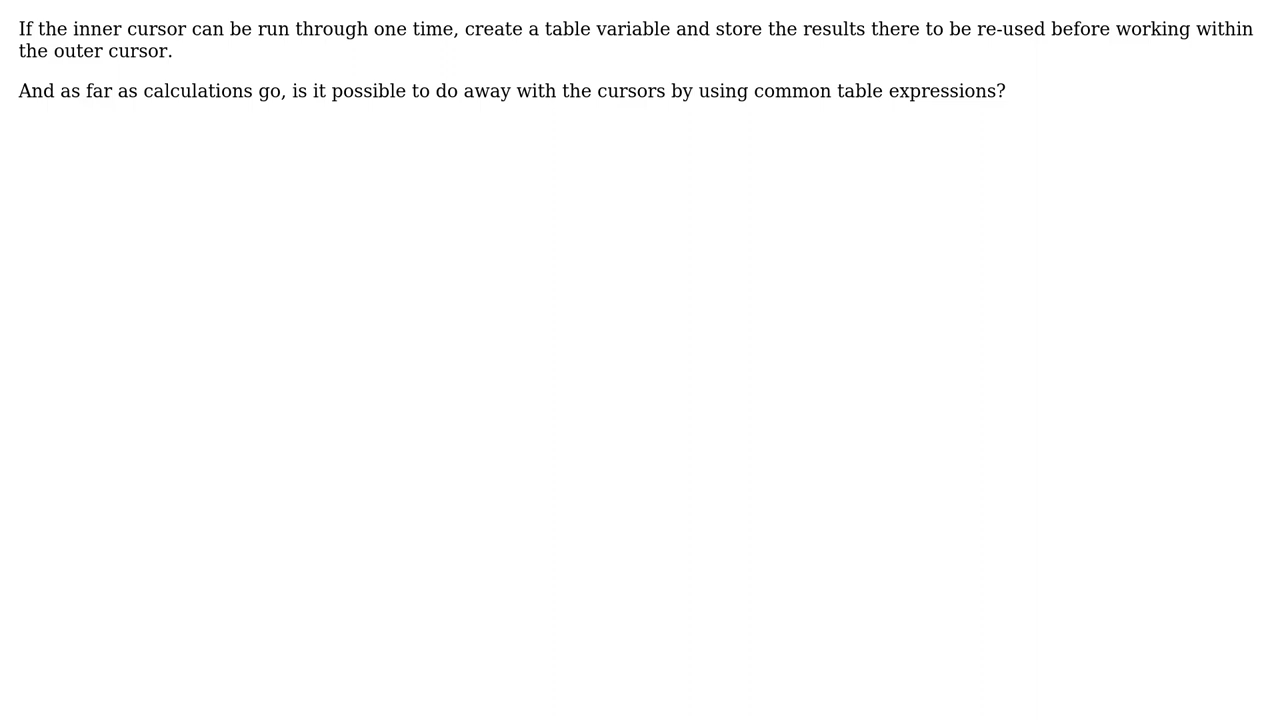 If the inner cursor can be run through one time, create a table variable and store the results there to be re-used before working within
the outer cursor.
And as far as calculations go, is it possible to do away with the cursors by using common table expressions?